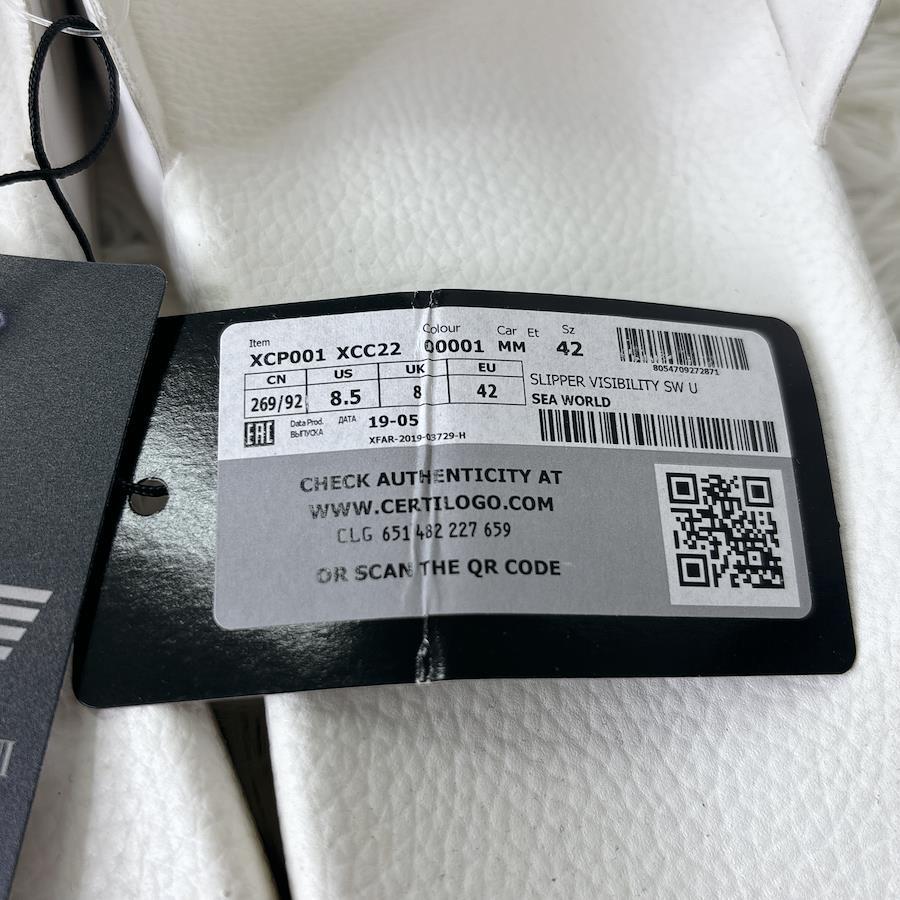 Item Colour Car Et Sz
XCP001 XCC22 00001 MM 42
8054709272871
CN US UK EU
269/92 8.5 8 42
SLIPPER VISIBILITY SW U
SEA WORLD
EAC Data Prod. ДАТА 19-05
ВЫПУСКА
XFAR-2019-03729-H
CHECK AUTHENTICITY AT
WWW.CERTILOGO.COM
CLG 651 482 227 659
OR SCAN THE QR CODE